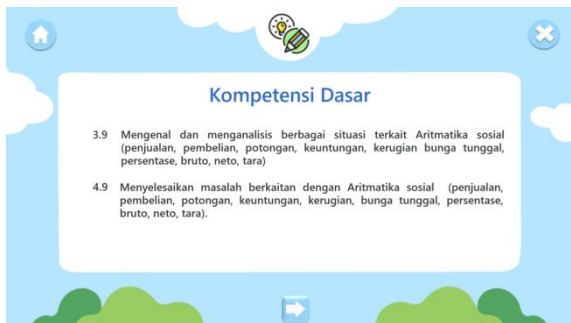 Kompetensi Dasar
3.9 Mengenal dan menganalisis berbagai situasi terkait Aritmatika sosial
(penjualan, pembelian, potongan, keuntungan, kerugian bunga tunggal,
persentase, bruto, neto, tara)
4.9 Menyelesaikan masalah berkaitan dengan Aritmatika sosial (penjualan,
pembelian, potongan, keuntungan, kerugian, bunga tunggal, persentase,
bruto, neto, tara).